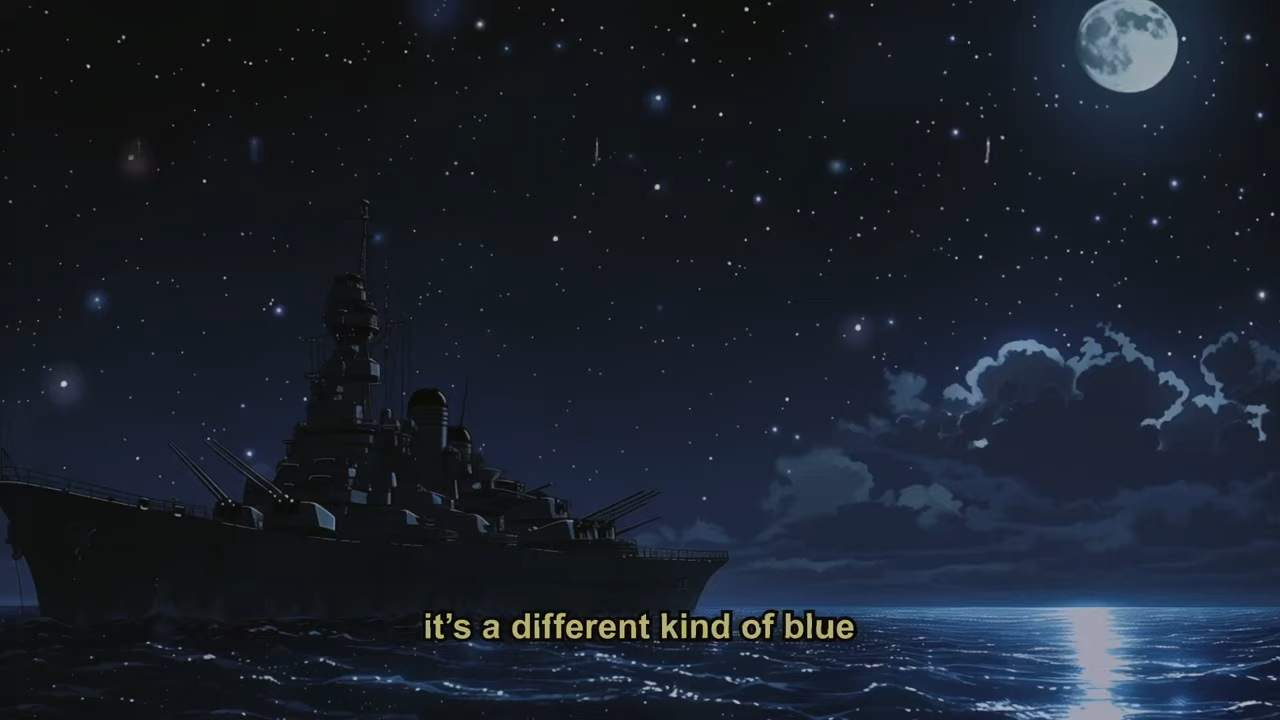 it’s a different kind of blue